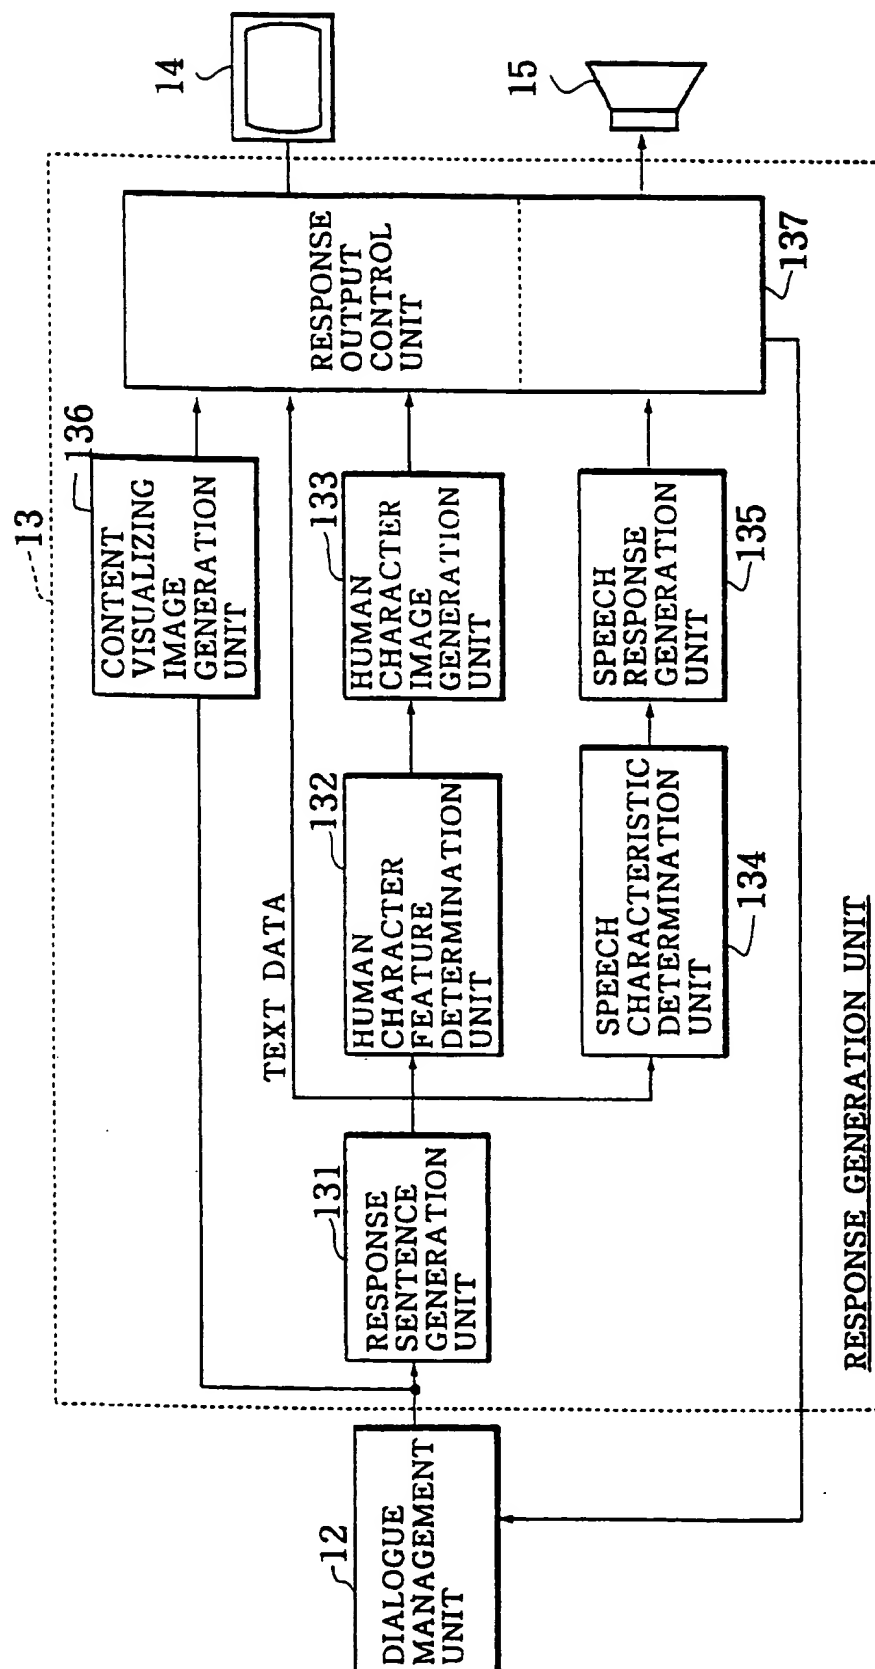 12
DIALOGUE
MANAGEMENT
UNIT
13
131
RESPONSE
SENTENCE
GENERATION
UNIT
TEXT DATA
132
HUMAN
CHARACTER
FEATURE
DETERMINATION
UNIT
133
HUMAN
CHARACTER
IMAGE
GENERATION
UNIT
134
SPEECH
CHARACTERISTIC
DETERMINATION
UNIT
135
SPEECH
RESPONSE
GENERATION
UNIT
136
CONTENT
VISUALIZING
IMAGE
GENERATION
UNIT
137
RESPONSE
OUTPUT
CONTROL
UNIT
14
15
RESPONSE GENERATION UNIT